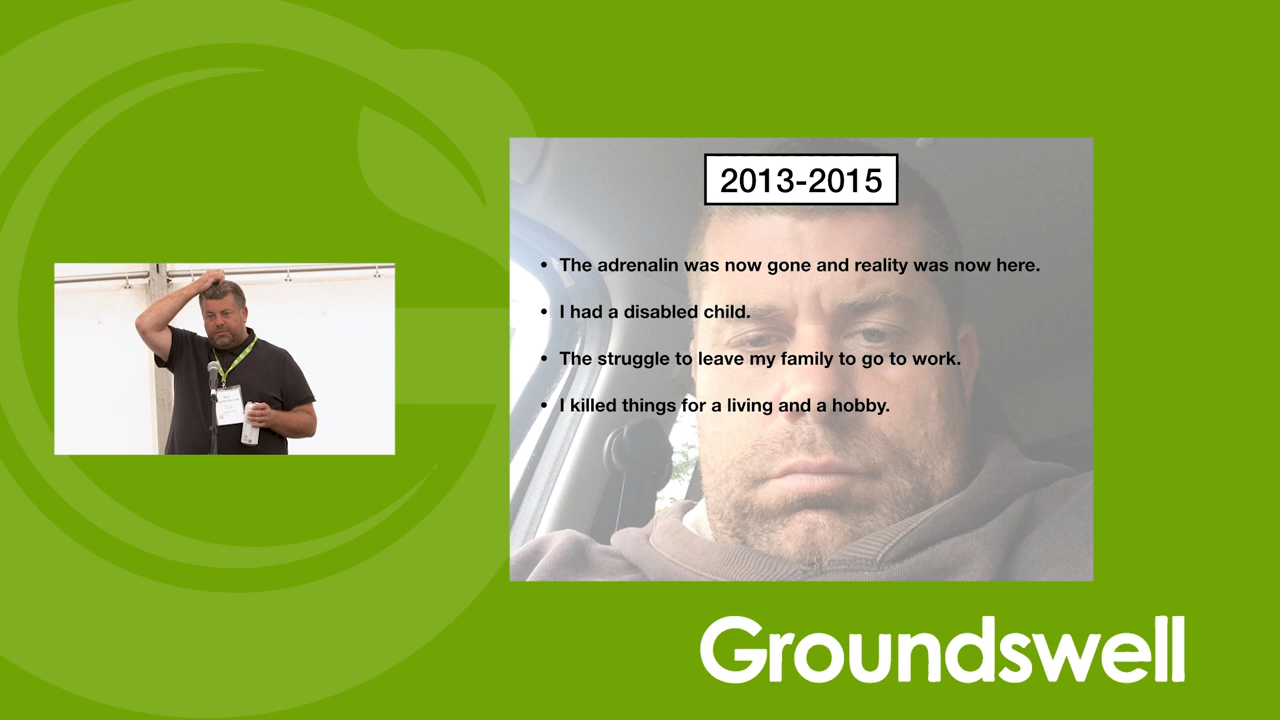 2013-2015
• The adrenalin was now gone and reality was now here.
• I had a disabled child.
• The struggle to leave my family to go to work.
• I killed things for a living and a hobby.
Groundswell